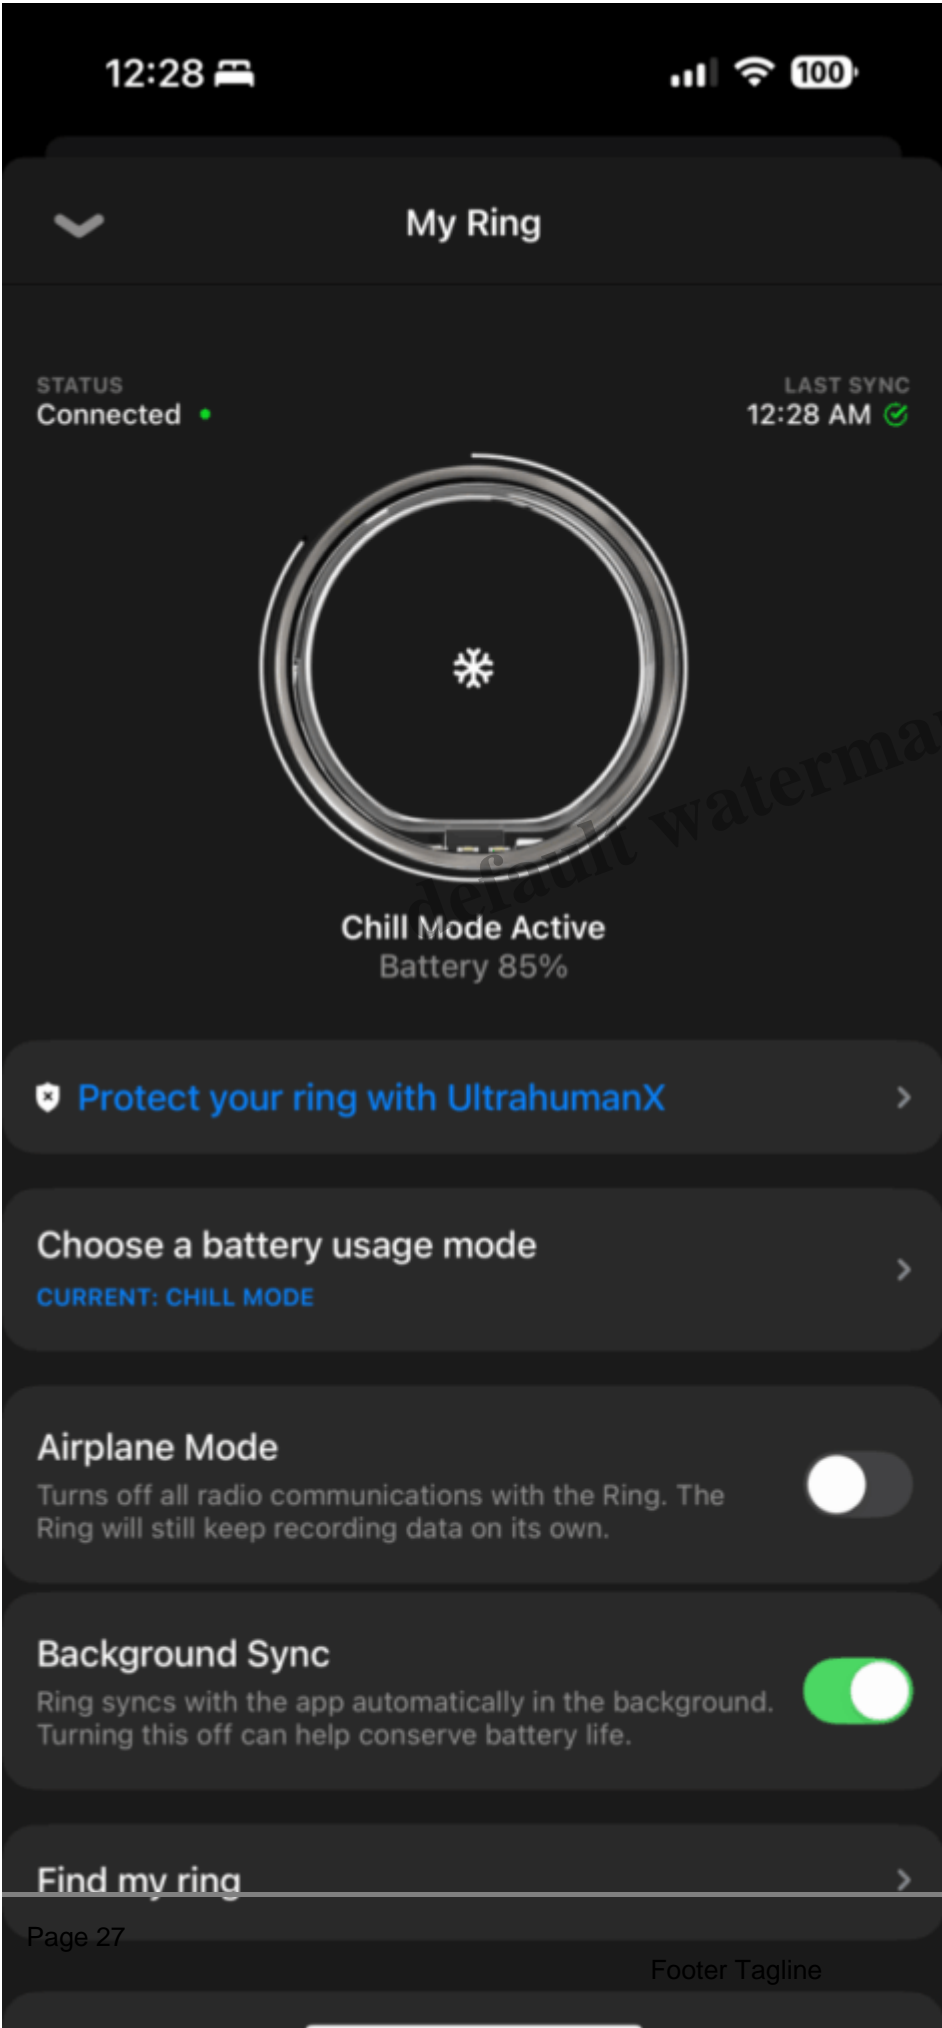 12:28
100
My Ring
STATUS
Connected
LAST SYNC
12:28 AM
default waterma
Chill Mode Active
Battery 85%
Protect your ring with UltrahumanX
Choose a battery usage mode
CURRENT: CHILL MODE
Airplane Mode
Turns off all radio communications with the Ring. The
Ring will still keep recording data on its own.
Background Sync
Ring syncs with the app automatically in the background.
Turning this off can help conserve battery life.
Find my ring
Page 27
Footer Tagline